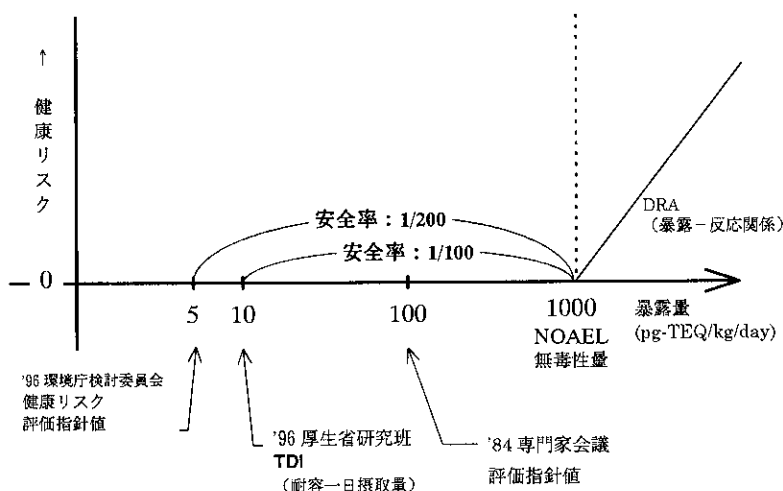 ↑
健康リスク
0
安全率：1/200
安全率：1/100
DRA
（暴露－反応関係）
5
10
100
1000
NOAEL
無毒性量
暴露量
(pg-TEQ/kg/day)
'96 環境庁検討委員会
健康リスク
評価指針値
'96 厚生省研究班
TDI
（耐容一日摂取量）
'84 専門家会議
評価指針値